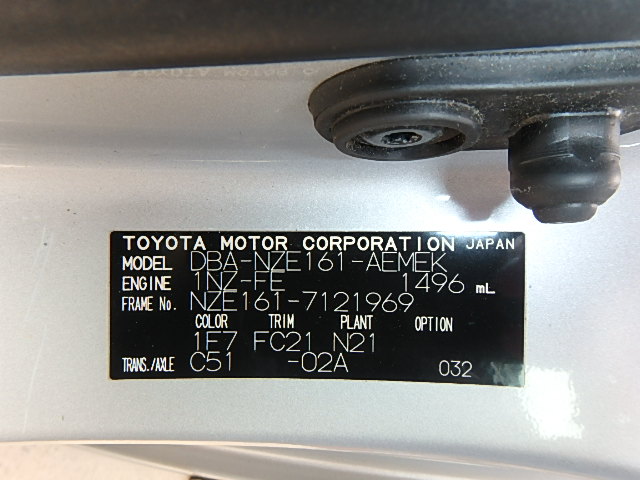 TOYOTA MOTOR CORPORATION JAPAN
MODEL DBA-NZE161-AEMEK
ENGINE 1NZ-FE 1496 mL
FRAME No. NZE161-7121969
COLOR TRIM PLANT OPTION
1F7 FC21 N21
TRANS./AXLE C51 -02A 032